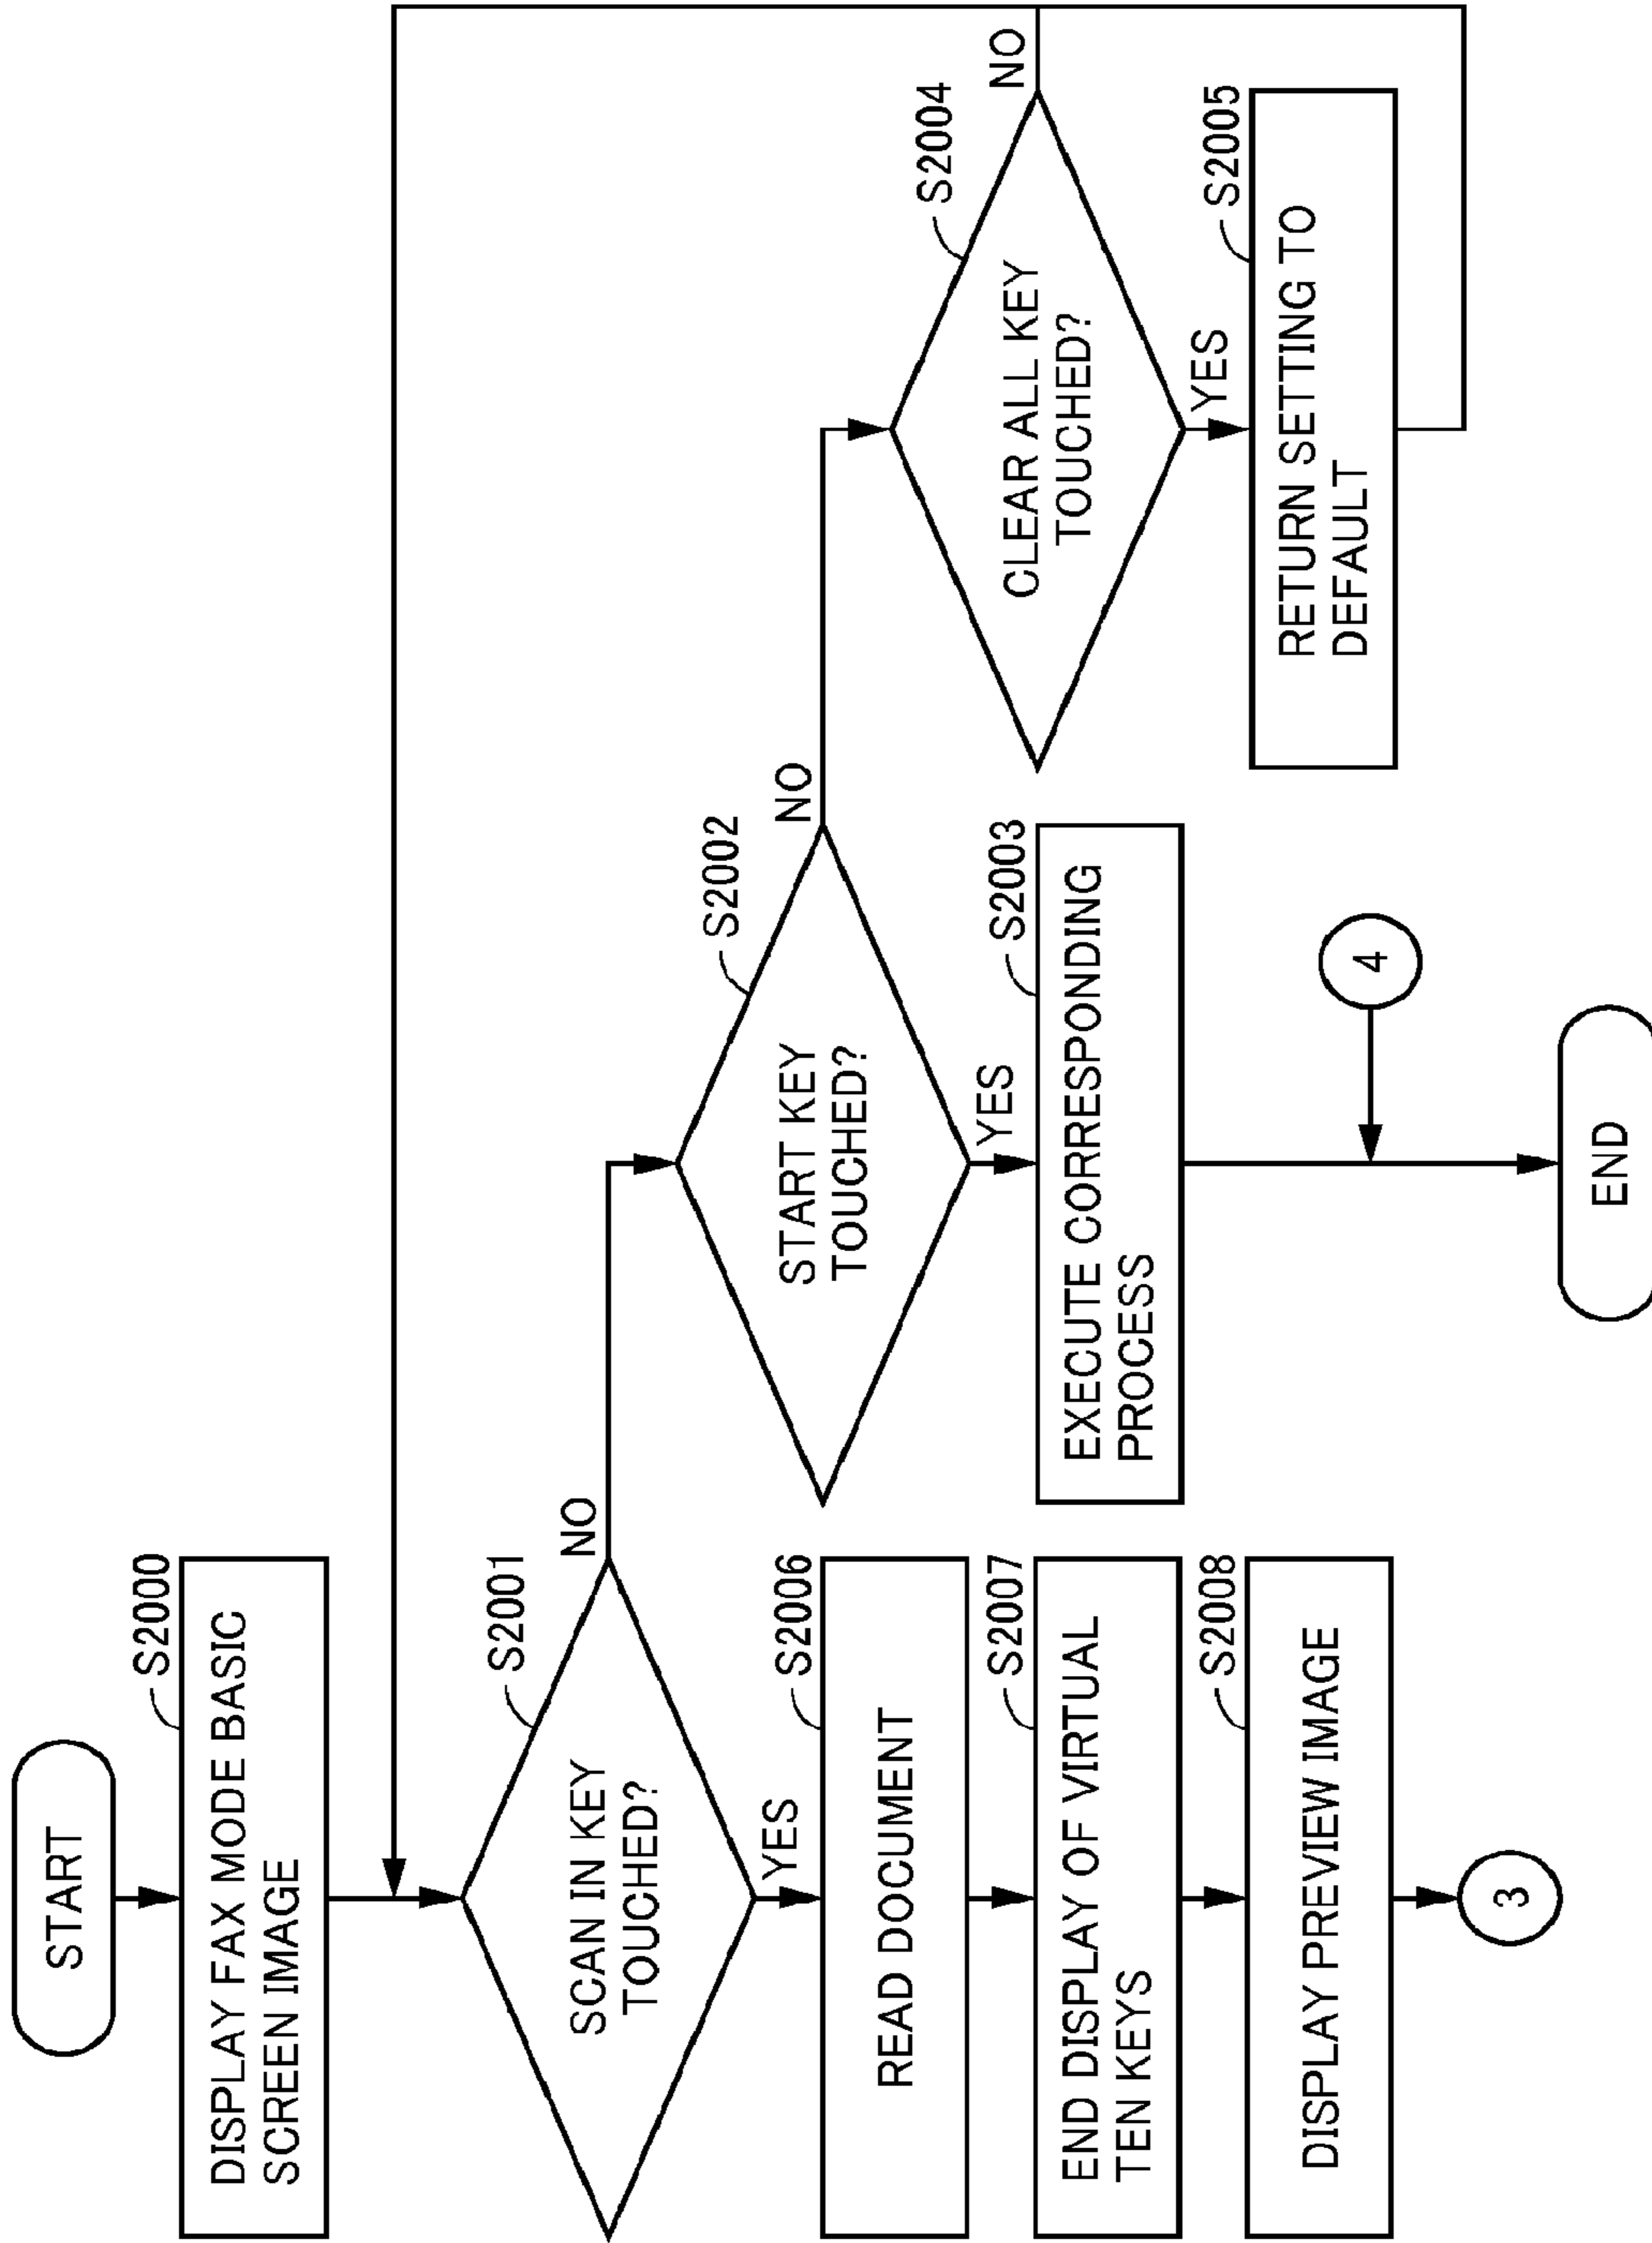 START
S2000
DISPLAY FAX MODE BASIC
SCREEN IMAGE
S2001
SCAN IN KEY
TOUCHED?
NO
YES
S2002
START KEY
TOUCHED?
NO
YES
S2004
CLEAR ALL KEY
TOUCHED?
NO
YES
S2006
READ DOCUMENT
S2003
EXECUTE CORRESPONDING
PROCESS
S2005
RETURN SETTING TO
DEFAULT
S2007
END DISPLAY OF VIRTUAL
TEN KEYS
S2008
DISPLAY PREVIEW IMAGE
4
3
END